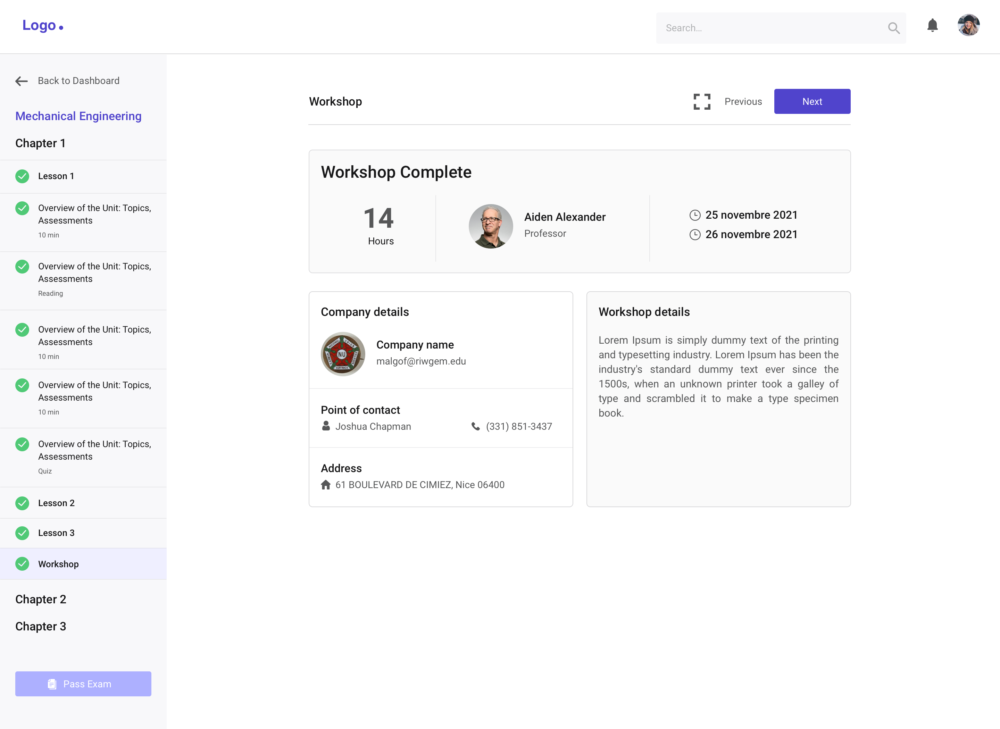 Logo
Search...
Back to Dashboard
Mechanical Engineering
Chapter 1
Lesson 1
Overview of the Unit: Topics,
Assessments
10 min
Overview of the Unit: Topics,
Assessments
Reading
Overview of the Unit: Topics,
Assessments
10 min
Overview of the Unit: Topics,
Assessments
10 min
Overview of the Unit: Topics,
Assessments
Quiz
Lesson 2
Lesson 3
Workshop
Chapter 2
Chapter 3
Pass Exam
Workshop
Previous
Next
Workshop Complete
14
Hours
Aiden Alexander
Professor
25 novembre 2021
26 novembre 2021
Company details
NATIONAL UNION
NU
WOMEN'S
SUFFRAGE
SOCIETIES
Company name
malgof@riwgem.edu
Point of contact
Joshua Chapman
(331) 851-3437
Address
61 BOULEVARD DE CIMIEZ, Nice 06400
Workshop details
Lorem Ipsum is simply dummy text of the printing
and typesetting industry. Lorem Ipsum has been the
industry's standard dummy text ever since the
1500s, when an unknown printer took a galley of
type and scrambled it to make a type specimen
book.